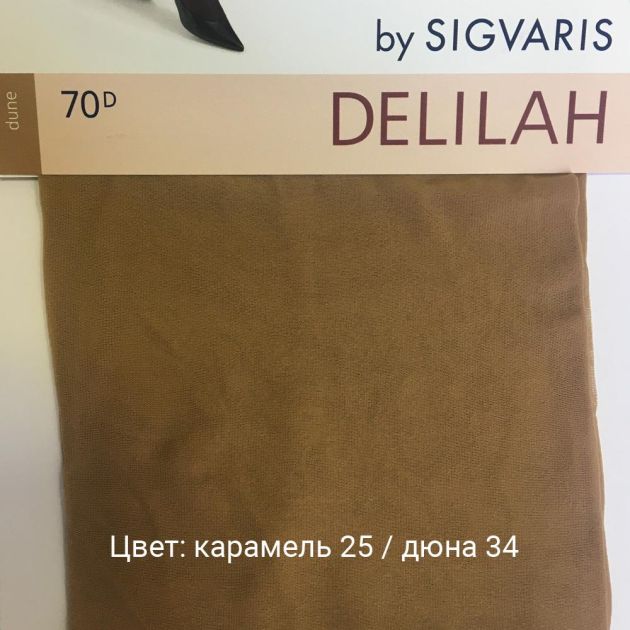 by SIGVARIS
dune
70D
DELILAH
Цвет: карамель 25 / дюна 34